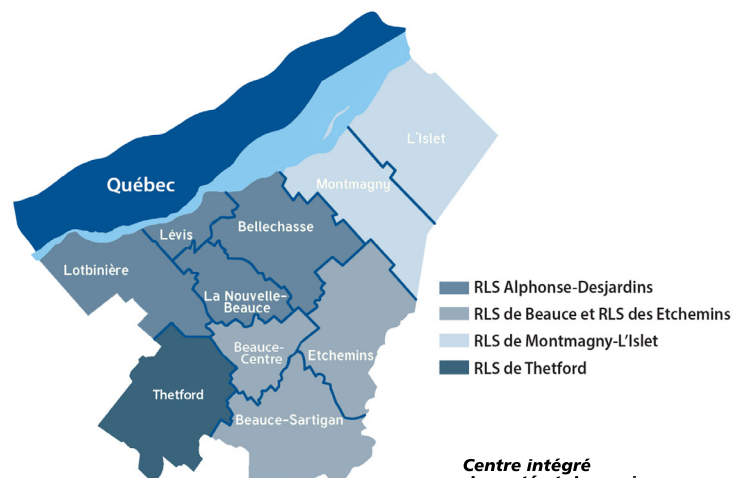 L'Islet
Québec
Montmagny
Bellechasse
Lévis
Lotbinière
La Nouvelle-
Beauce
Beauce-
Centre
Etchemins
Thetford
Beauce-Sartigan
RLS Alphonse-Desjardins
RLS de Beauce et RLS des Etchemins
RLS de Montmagny-L'Islet
RLS de Thetford
Centre intégré